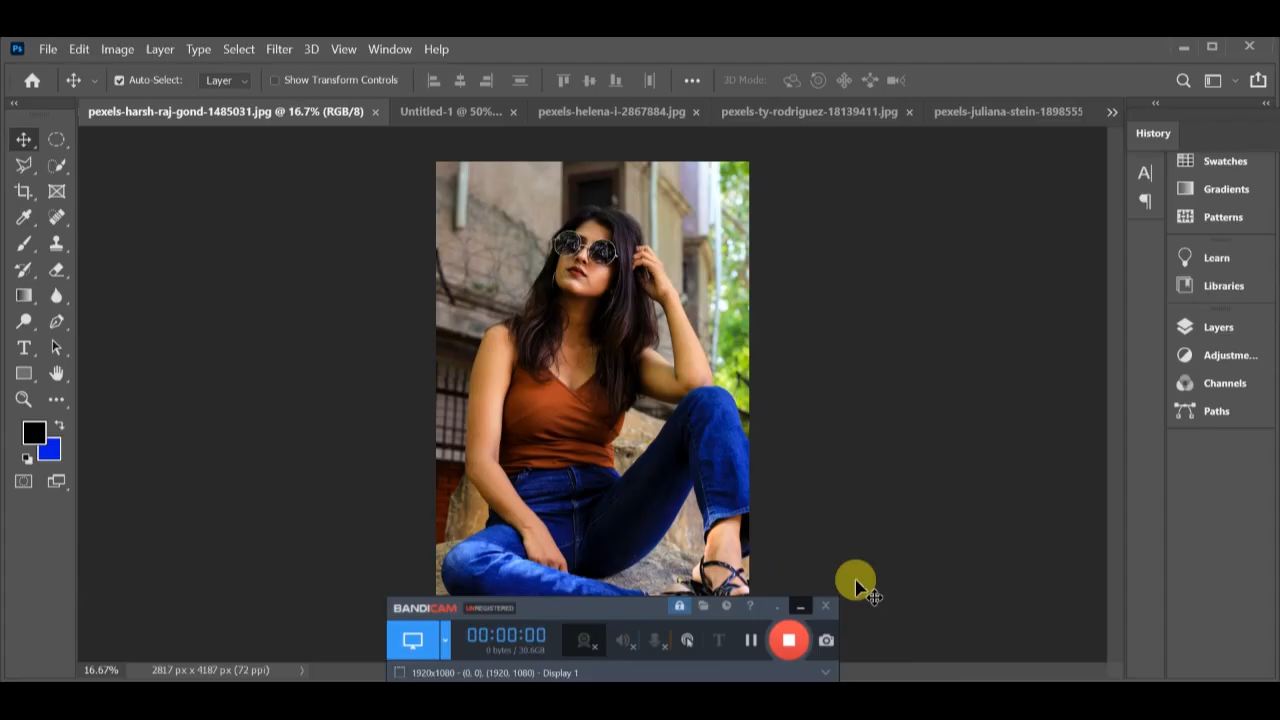 Ps File Edit Image Layer Type Select Filter 3D View Window Help
Auto-Select: Layer Show Transform Controls 3D Mode:
pexels-harsh-raj-gond-1485031.jpg @ 16.7% (RGB/8) × Untitled-1 @ 50%... × pexels-helena-i-2867884.jpg × pexels-ty-rodriguez-18139411.jpg × pexels-juliana-stein-1898555
History
Swatches
Gradients
Patterns
Learn
Libraries
Layers
Adjustme...
Channels
Paths
BANDICAM UNREGISTERED
00:00:00
0 bytes / 30.6GB
1920x1080 - (0, 0), (1920, 1080) - Display 1
16.67% 2817 px x 4187 px (72 ppi)